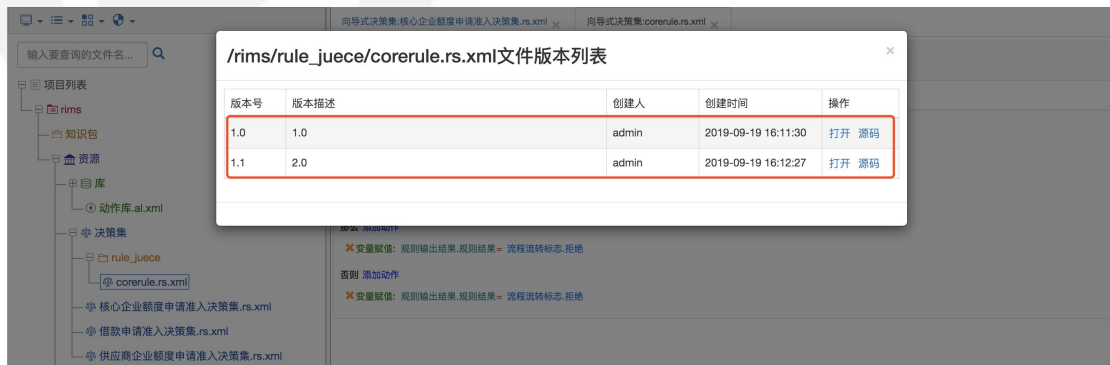 向导式决策集:核心企业额度申请准入决策集.rs.xml
向导式决策集:corerule.rs.xml
输入要查询的文件名...
项目列表
rims
知识包
资源
库
动作库.al.xml
决策集
rule_juece
corerule.rs.xml
核心企业额度申请准入决策集.rs.xml
借款申请准入决策集.rs.xml
供应商企业额度申请准入决策集.rs.xml
/rims/rule_juece/corerule.rs.xml文件版本列表 ×
版本号 版本描述 创建人 创建时间 操作
1.0 1.0 admin 2019-09-19 16:11:30 打开 源码
1.1 2.0 admin 2019-09-19 16:12:27 打开 源码
那么 添加动作
变量赋值: 规则输出结果.规则结果= 流程流转标志.拒绝
否则 添加动作
变量赋值: 规则输出结果.规则结果= 流程流转标志.拒绝